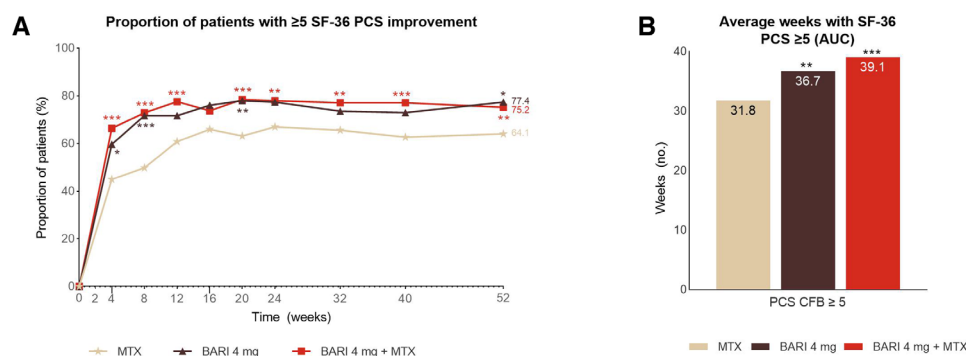 A
Proportion of patients with ≥5 SF-36 PCS improvement
Proportion of patients (%)
100
80
60
40
20
0
***
*
***
***
***
***
**
**
**
***
*
77.4
75.2
**
64.1
0 2 4 8 12 16 20 24 32 40 52
Time (weeks)
MTX BARI 4 mg BARI 4 mg + MTX
B
Average weeks with SF-36
PCS ≥5 (AUC)
Weeks (no.)
40
30
20
10
0
31.8
**
36.7
***
39.1
PCS CFB ≥ 5
MTX BARI 4 mg BARI 4 mg + MTX